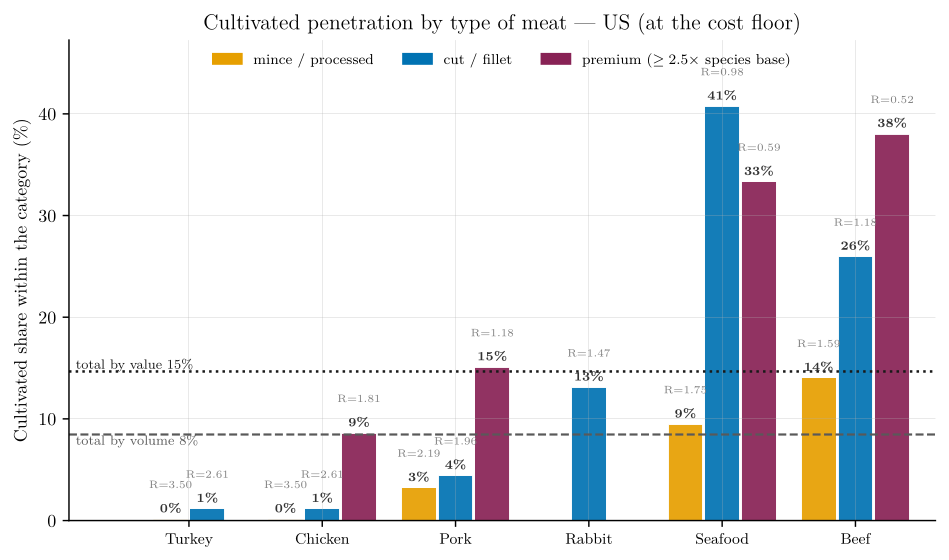 Cultivated penetration by type of meat — US (at the cost floor)
mince / processed
cut / fillet
premium (≥ 2.5× species base)
Cultivated share within the category (%)
40
30
20
10
0
total by value 15%
total by volume 8%
R=3.50
0%
R=2.61
1%
R=3.50
0%
R=2.61
1%
R=1.81
9%
R=2.19
3%
R=1.96
4%
R=1.18
15%
R=1.47
13%
R=1.75
9%
R=0.98
41%
R=0.59
33%
R=1.59
14%
R=1.18
26%
R=0.52
38%
Turkey
Chicken
Pork
Rabbit
Seafood
Beef